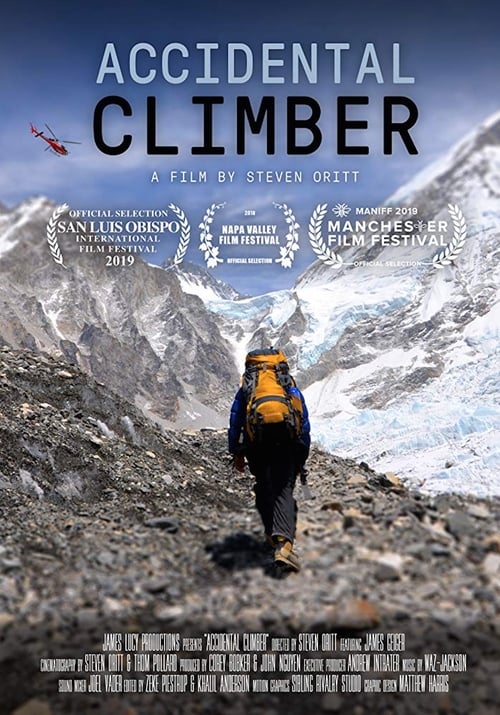 ACCIDENTAL
CLIMBER
A FILM BY STEVEN ORITT
OFFICIAL SELECTION
SAN LUIS OBISPO
INTERNATIONAL
FILM FESTIVAL
2019
2018
NAPA VALLEY
FILM FESTIVAL
OFFICIAL SELECTION
MANIFF 2019
MANCHESTER
FILM FESTIVAL
OFFICIAL SELECTION
JAMES LUCY PRODUCTIONS PRESENTS "ACCIDENTAL CLIMBER" DIRECTED BY STEVEN ORITT FEATURING JAMES GEIGER
CINEMATOGRAPHY BY STEVEN ORITT & THOM POLLARD PRODUCED BY COREY BOBKER & JOHN NGUYEN EXECUTIVE PRODUCER ANDREW INTRATER MUSIC BY WAZ-JACKSON
SOUND MIXER JOEL VADER EDITED BY ZEKE PIESTRUP & KHALIL ANDERSON MOTION GRAPHICS SIBLING RIVALRY STUDIO GRAPHIC DESIGN MATTHEW HARRIS